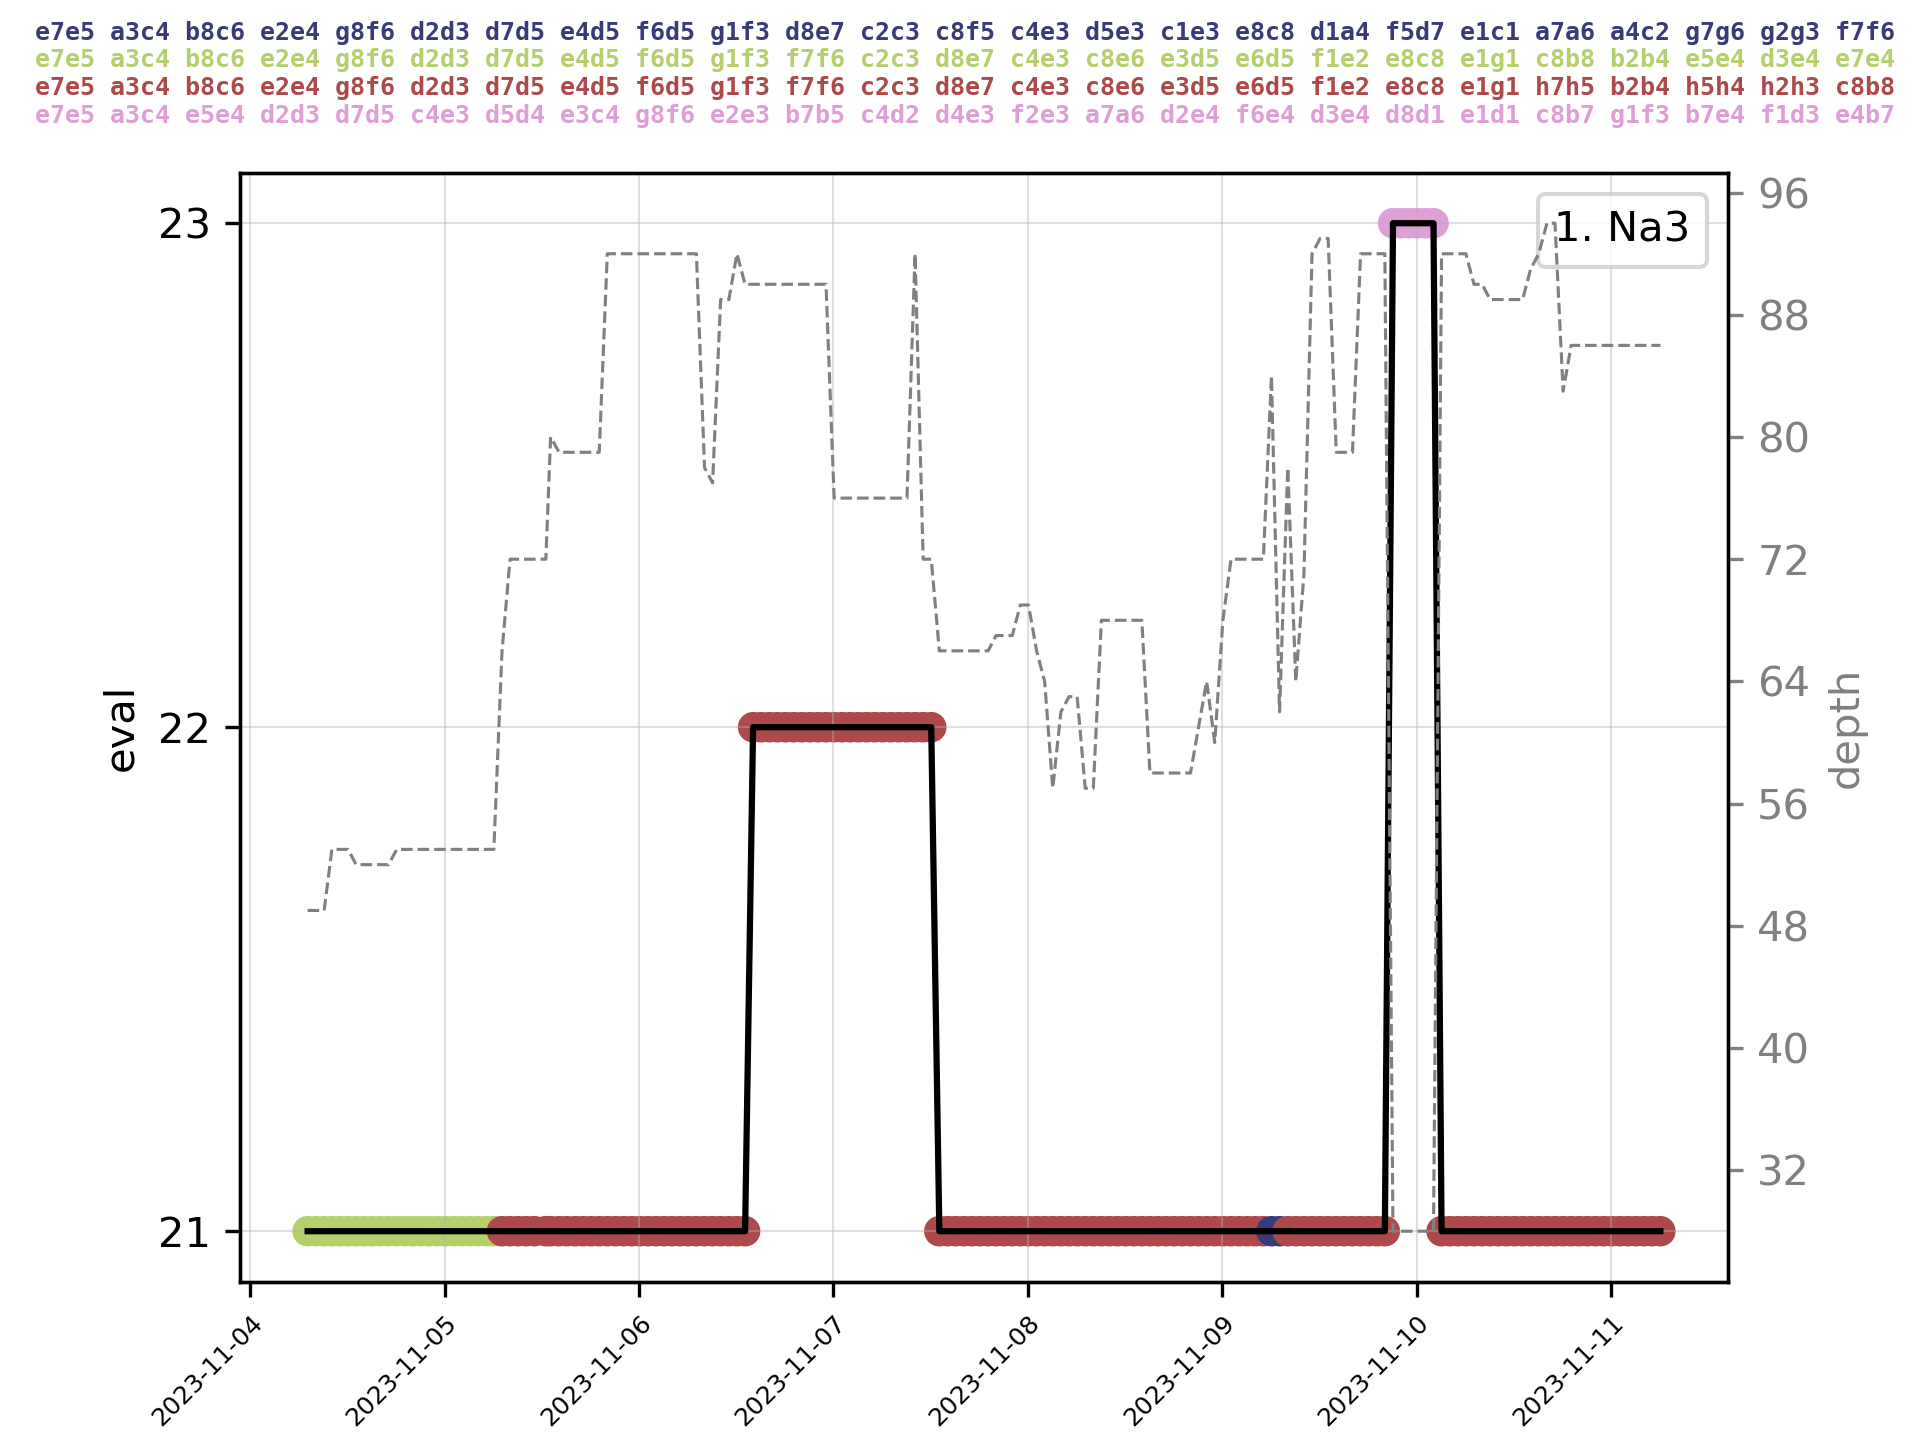 e7e5 a3c4 b8c6 e2e4 g8f6 d2d3 d7d5 e4d5 f6d5 g1f3 d8e7 c2c3 c8f5 c4e3 d5e3 c1e3 e8c8 d1a4 f5d7 e1c1 a7a6 a4c2 g7g6 g2g3 f7f6
e7e5 a3c4 b8c6 e2e4 g8f6 d2d3 d7d5 e4d5 f6d5 g1f3 f7f6 c2c3 d8e7 c4e3 c8e6 e3d5 e6d5 f1e2 e8c8 e1g1 c8b8 b2b4 e5e4 d3e4 e7e4
e7e5 a3c4 b8c6 e2e4 g8f6 d2d3 d7d5 e4d5 f6d5 g1f3 f7f6 c2c3 d8e7 c4e3 c8e6 e3d5 e6d5 f1e2 e8c8 e1g1 h7h5 b2b4 h5h4 h2h3 c8b8
e7e5 a3c4 e5e4 d2d3 d7d5 c4e3 d5d4 e3c4 g8f6 e2e3 b7b5 c4d2 d4e3 f2e3 a7a6 d2e4 f6e4 d3e4 d8d1 e1d1 c8b7 g1f3 b7e4 f1d3 e4b7
1. Na3
23
22
21
eval
96
88
80
72
64
56
48
40
32
depth
2023-11-04
2023-11-05
2023-11-06
2023-11-07
2023-11-08
2023-11-09
2023-11-10
2023-11-11